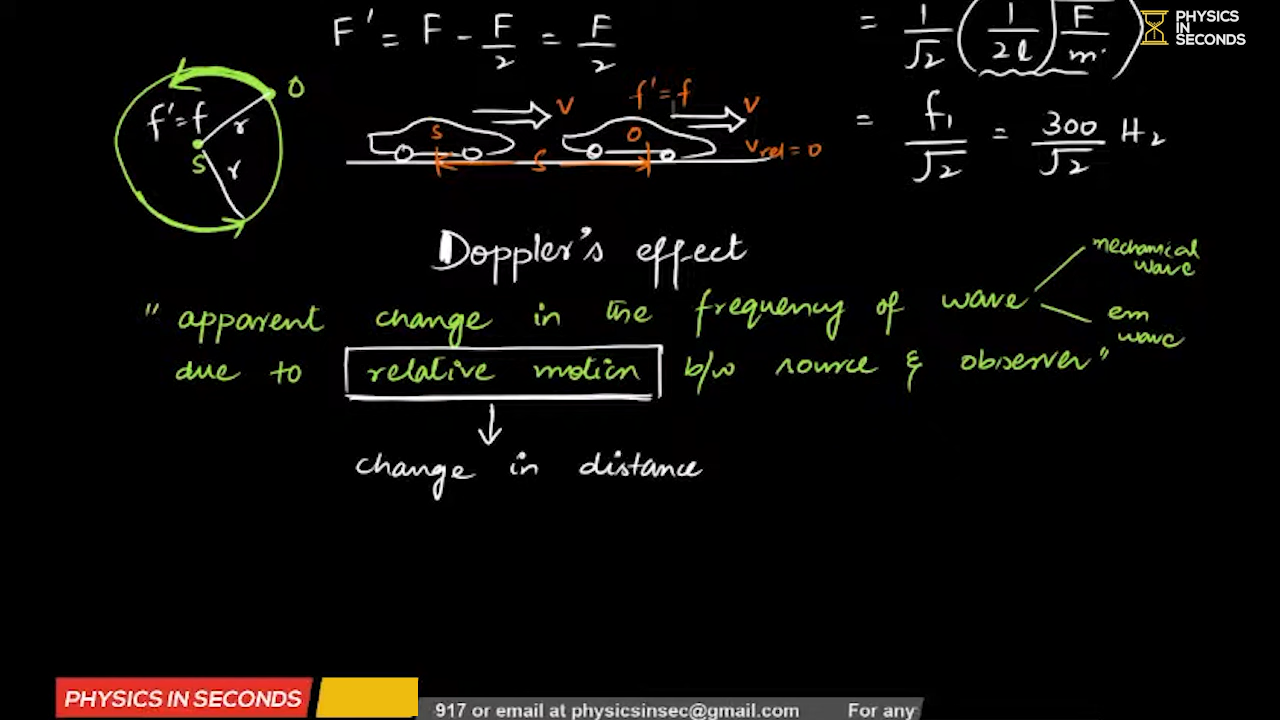 PHYSICS
IN
SECONDS
F' = F - F/2 = F/2
= 1/√2 ( 1/2l √F/m )
= f₁/√2 = 300/√2 Hz
O
f' = f
r
S
r
f' = f
V
V
S
O
Vrel = 0
S
Doppler's effect
" apparent change in the frequency of wave
mechanical
wave
em
wave
due to relative motion b/w source & observer "
change in distance
PHYSICS IN SECONDS
917 or email at physicsinsec@gmail.com For any